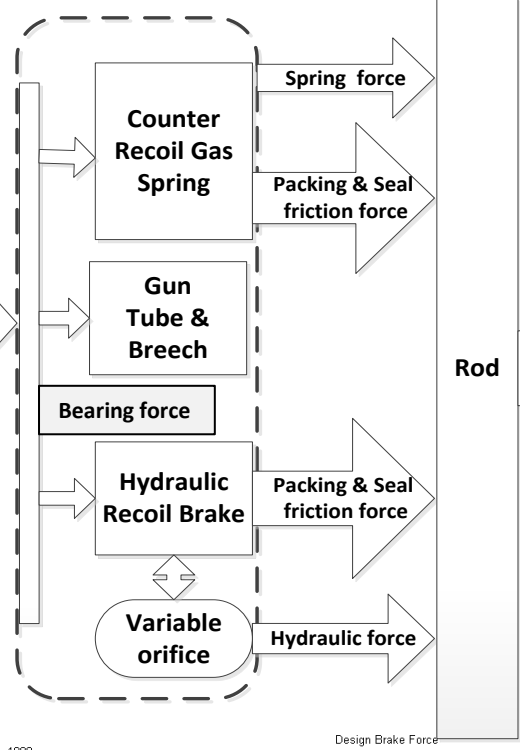 Spring force
Counter
Recoil Gas
Spring
Packing & Seal
friction force
Gun
Tube &
Breech
Rod
Bearing force
Hydraulic
Recoil Brake
Packing & Seal
friction force
Variable
orifice
Hydraulic force
Design Brake Force